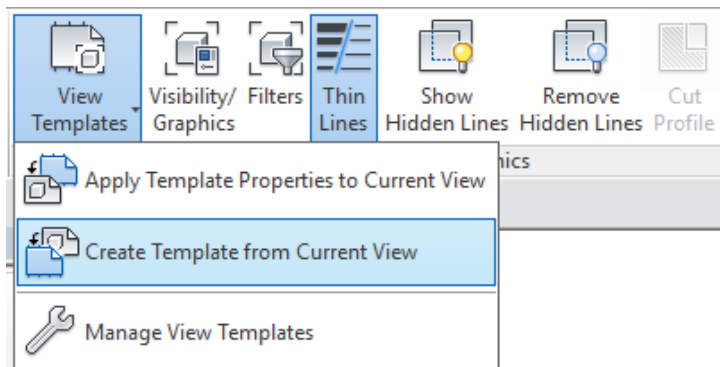 View Templates
Visibility/ Graphics
Filters
Thin Lines
Show Hidden Lines
Remove Hidden Lines
Cut Profile
Apply Template Properties to Current View
Create Template from Current View
Manage View Templates